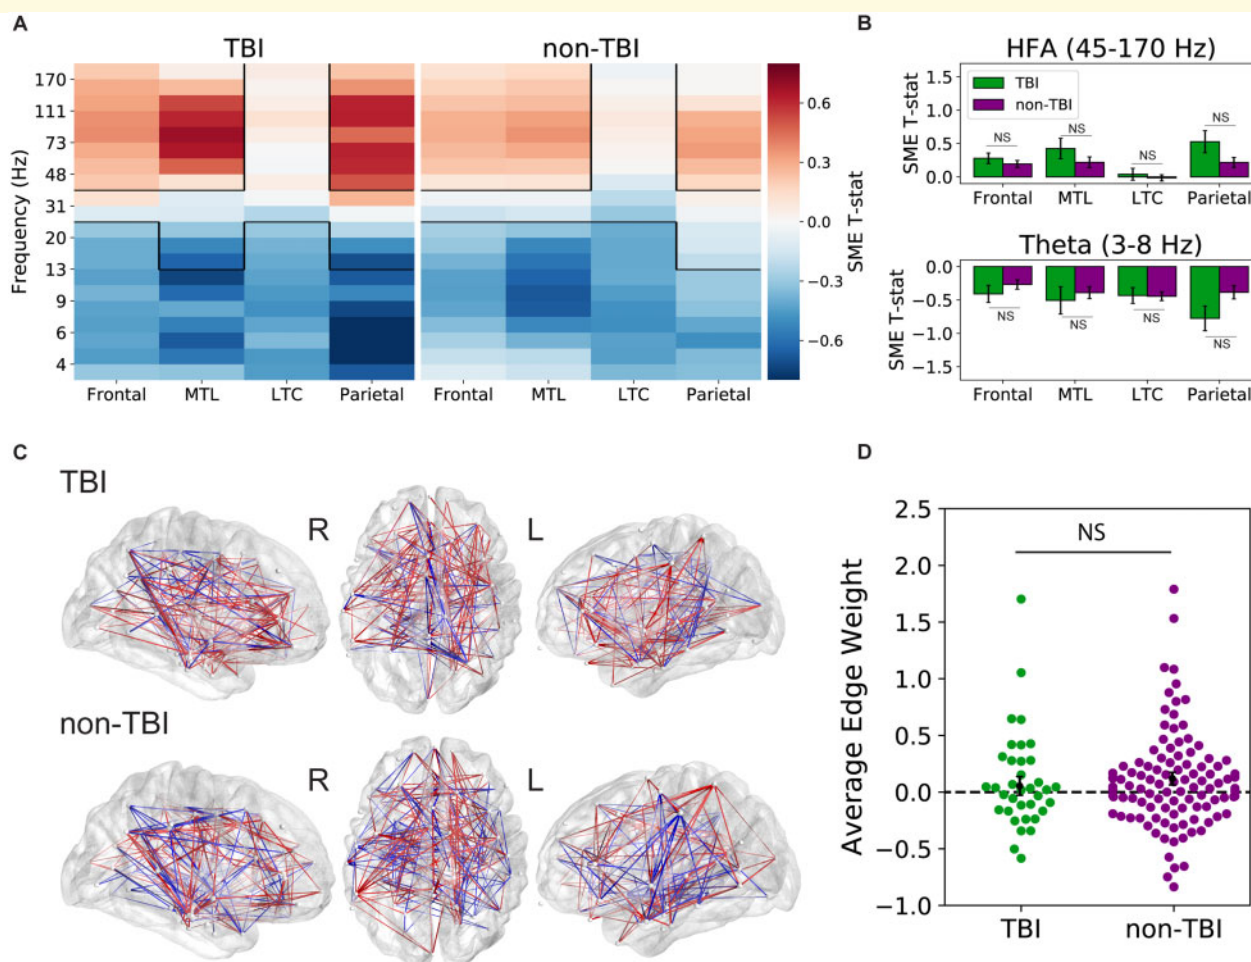 A
TBI
non-TBI
Frequency (Hz)
170
111
73
48
31
20
13
9
6
4
Frontal MTL LTC Parietal
Frontal MTL LTC Parietal
0.6
0.3
0.0
−0.3
−0.6
SME T-stat
B
HFA (45-170 Hz)
SME T-stat
1.5
1.0
0.5
0.0
TBI
non-TBI
NS NS NS NS
Frontal MTL LTC Parietal
Theta (3-8 Hz)
SME T-stat
0.0
−0.5
−1.0
−1.5
NS NS NS NS
Frontal MTL LTC Parietal
C
TBI
R L
non-TBI
R L
D
Average Edge Weight
2.5
2.0
1.5
1.0
0.5
0.0
−0.5
−1.0
NS
TBI non-TBI